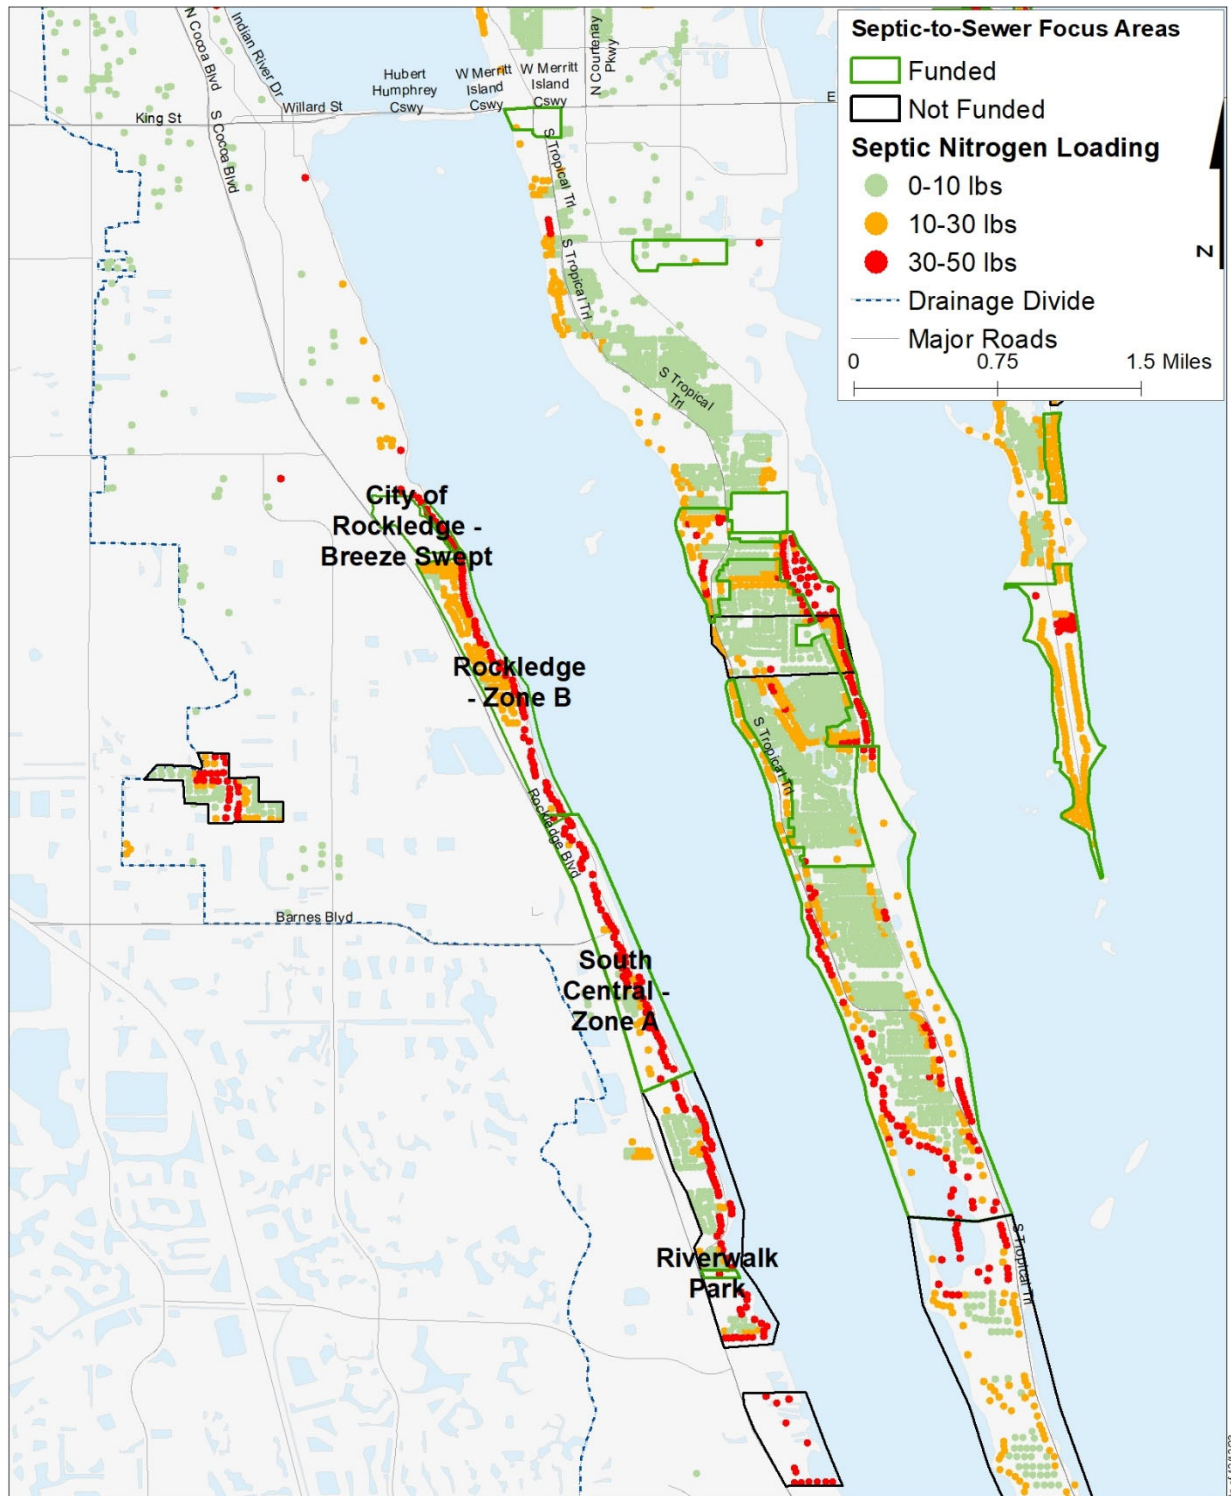 Septic-to-Sewer Focus Areas
Funded
Not Funded
Septic Nitrogen Loading
0-10 lbs
10-30 lbs
30-50 lbs
Drainage Divide
Major Roads
0 0.75 1.5 Miles
N
N Cocoa Blvd
Indian River Dr
Hubert
Humphrey
Cswy
W Merritt
Island
Cswy
W Merritt
Island
Cswy
N Courtenay
Pkwy
E
Willard St
King St
S Cocoa Blvd
S Tropical Trl
S Tropical Trl
S Tropical
Trl
City of
Rockledge -
Breeze Swept
Rockledge
- Zone B
S Tropical Trl
Rockledge Blvd
Barnes Blvd
South
Central -
Zone A
Riverwalk
Park
S Tropical Trl